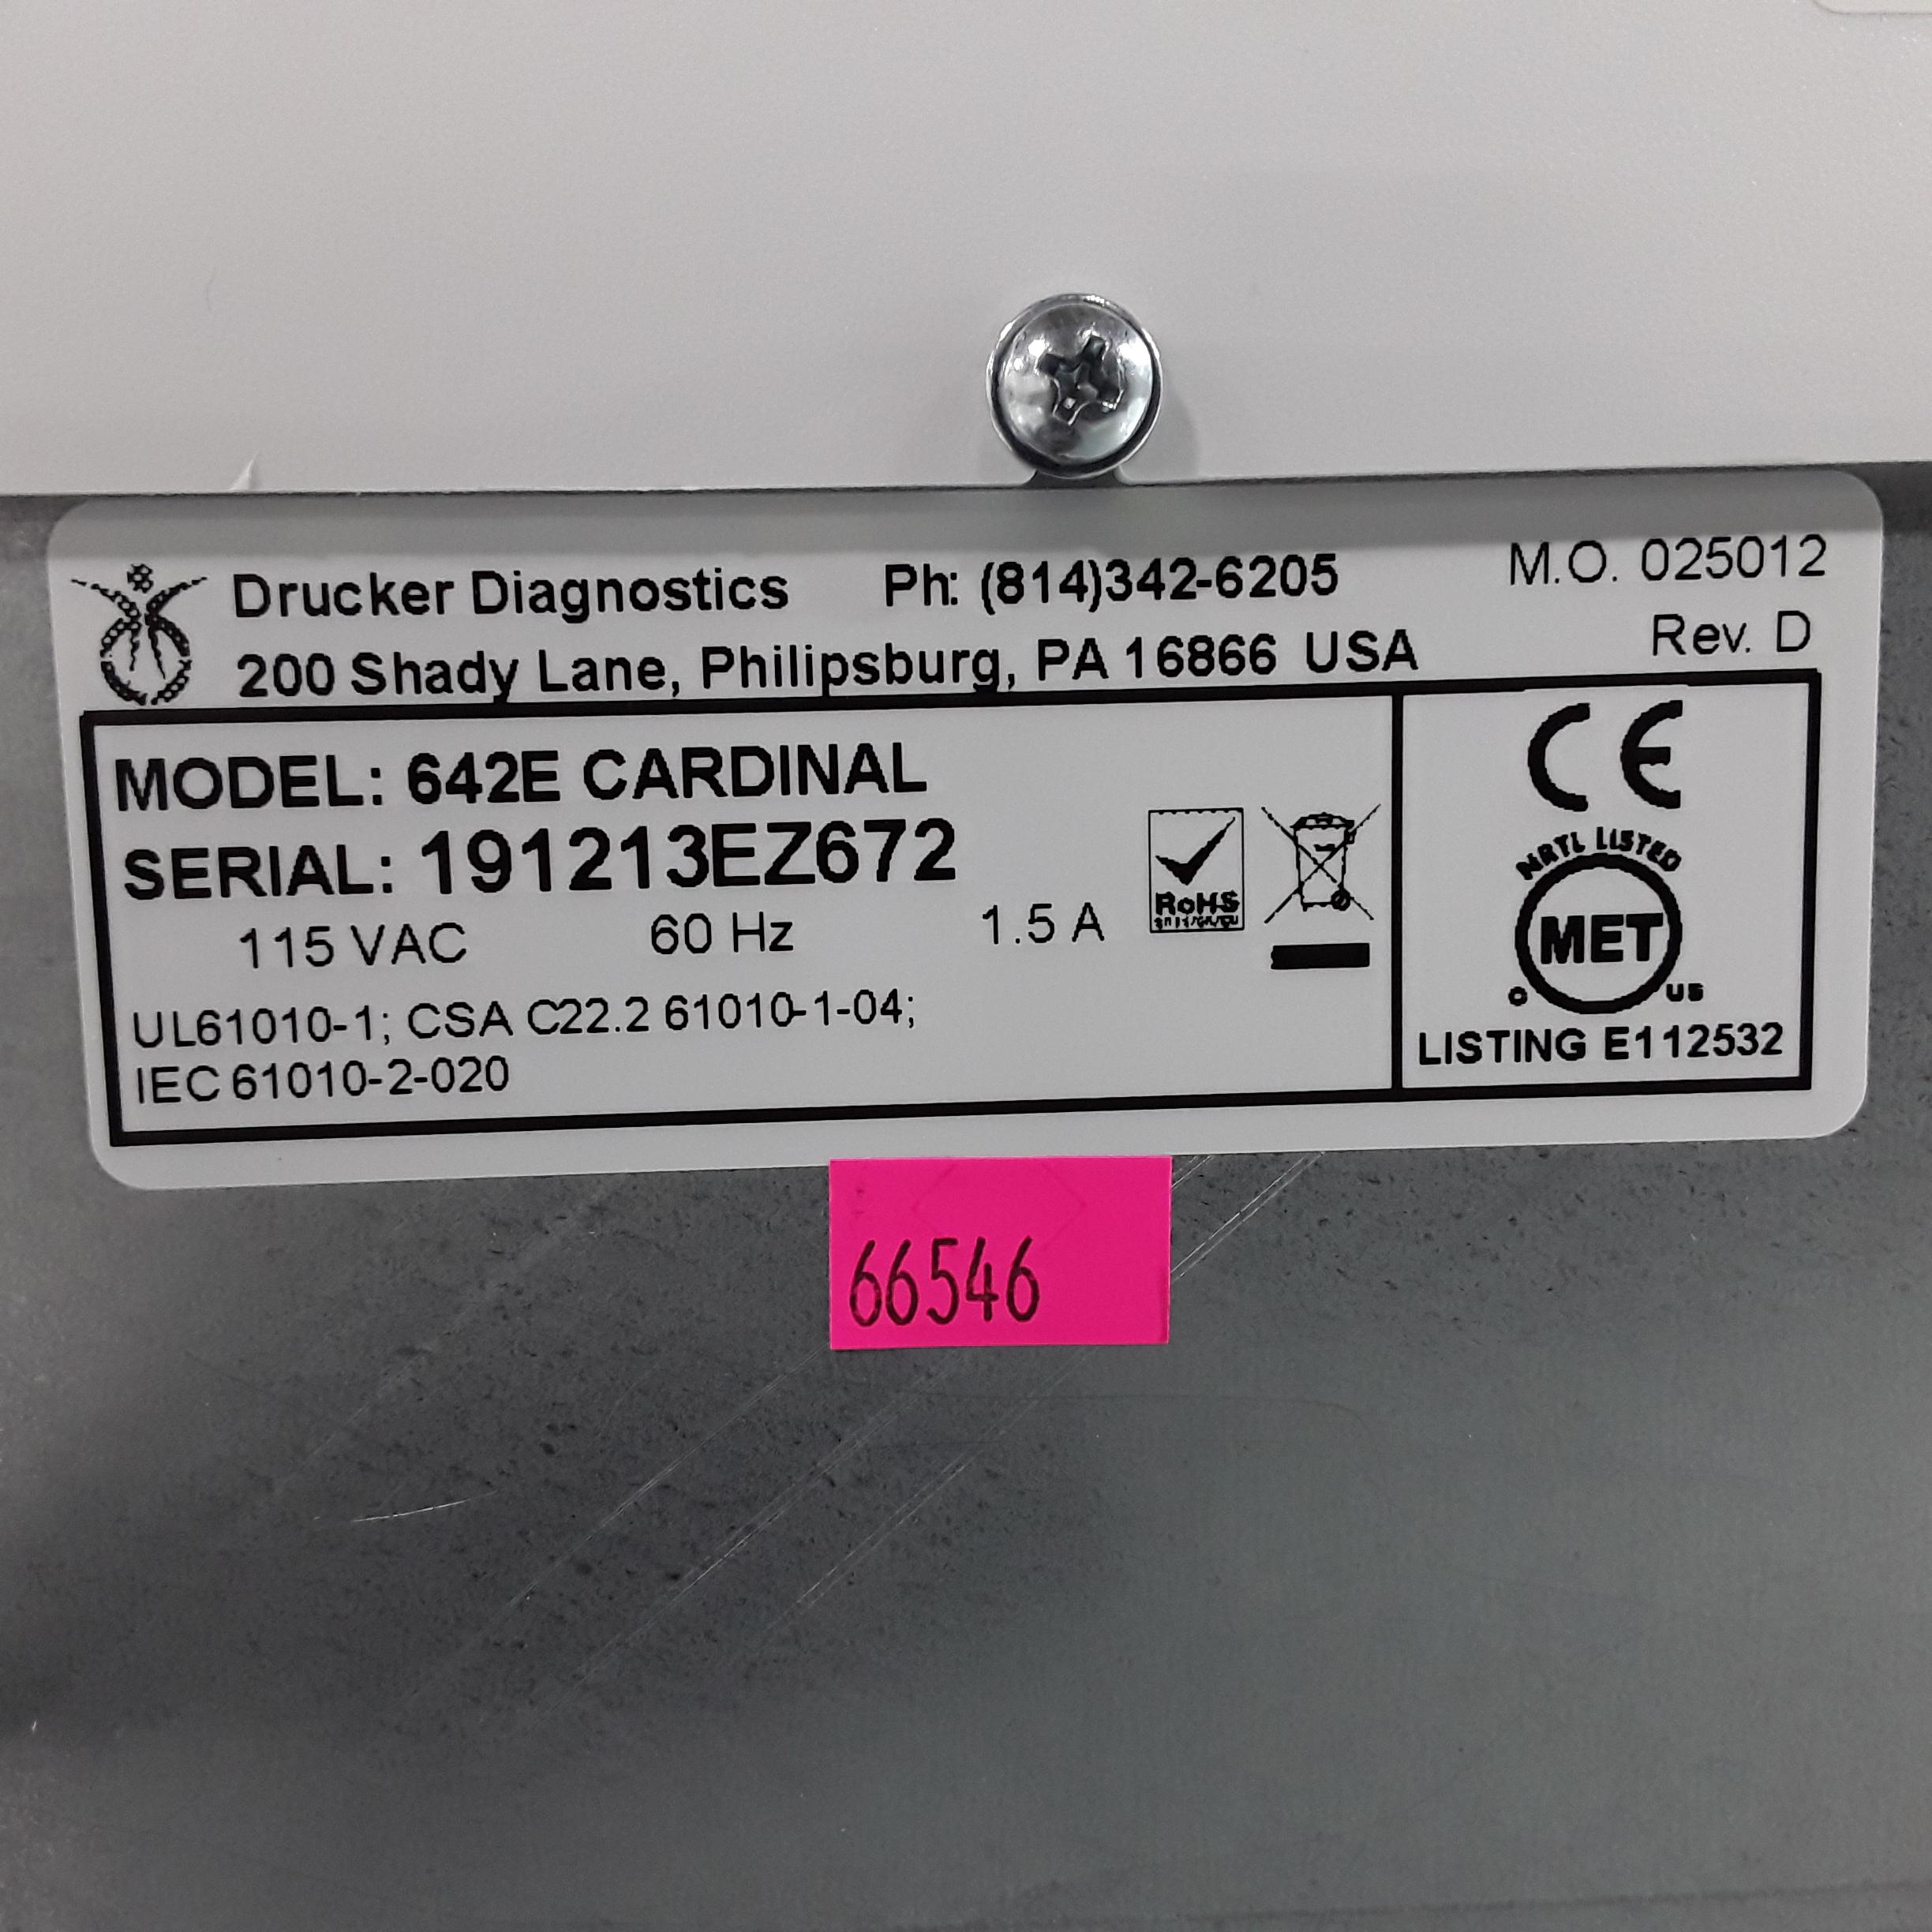 Drucker Diagnostics Ph: (814)342-6205
200 Shady Lane, Philipsburg, PA 16866 USA
M.O. 025012
Rev. D
MODEL: 642E CARDINAL
SERIAL: 191213EZ672
115 VAC 60 Hz 1.5 A
UL61010-1; CSA C22.2 61010-1-04;
IEC 61010-2-020
RoHS
CE
NRTL LISTED
MET
C US
LISTING E112532
66546